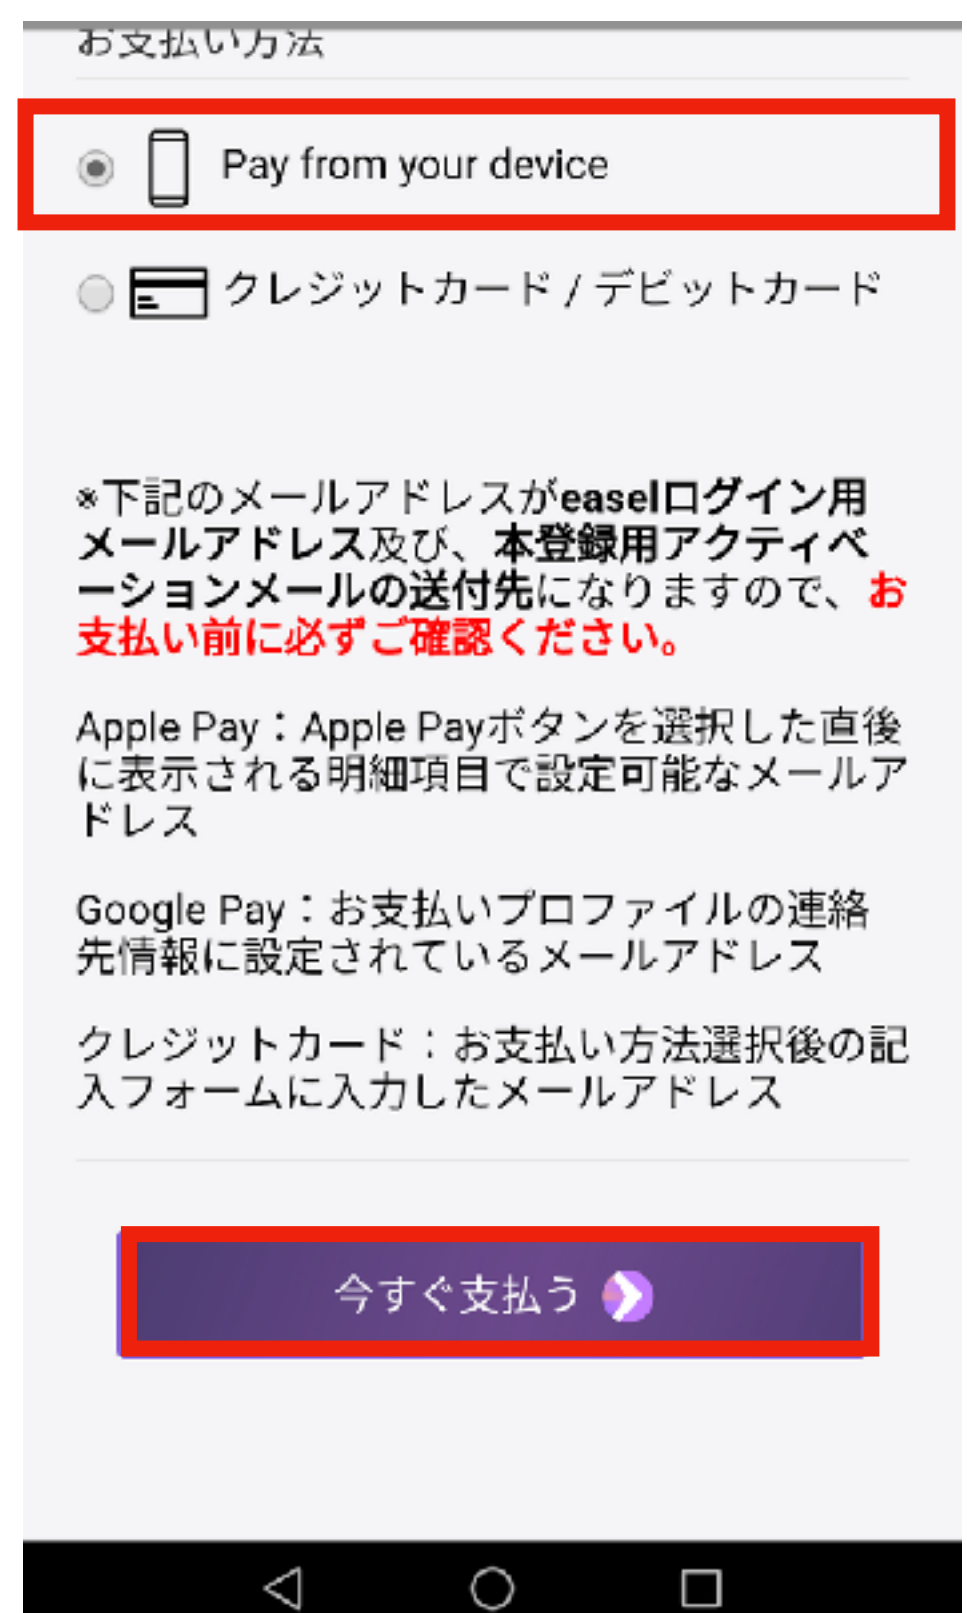 お支払い方法
Pay from your device
クレジットカード / デビットカード
※下記のメールアドレスがeaselログイン用
メールアドレス及び、本登録用アクティベ
ーションメールの送付先になりますので、お
支払い前に必ずご確認ください。
Apple Pay：Apple Payボタンを選択した直後
に表示される明細項目で設定可能なメールア
ドレス
Google Pay：お支払いプロファイルの連絡
先情報に設定されているメールアドレス
クレジットカード：お支払い方法選択後の記
入フォームに入力したメールアドレス
今すぐ支払う